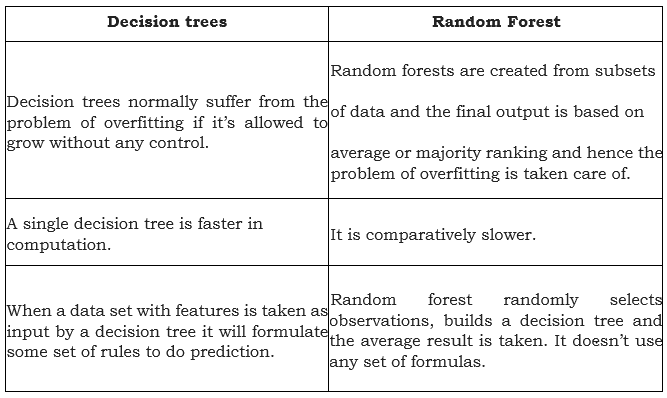 Decision trees
Random Forest
Decision trees normally suffer from the
problem of overfitting if it's allowed to
grow without any control.
Random forests are created from subsets
of data and the final output is based on
average or majority ranking and hence the
problem of overfitting is taken care of.
A single decision tree is faster in
computation.
It is comparatively slower.
When a data set with features is taken as
input by a decision tree it will formulate
some set of rules to do prediction.
Random forest randomly selects
observations, builds a decision tree and
the average result is taken. It doesn't use
any set of formulas.